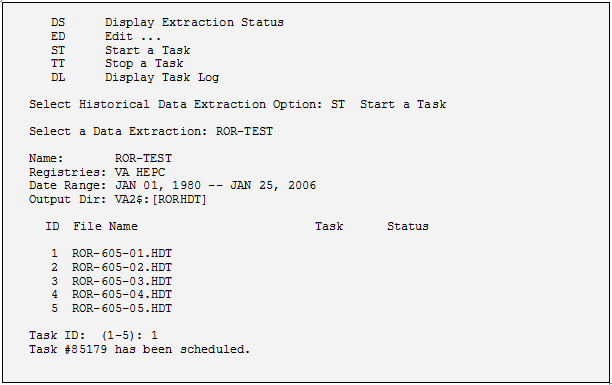 DS Display Extraction Status
ED Edit ...
ST Start a Task
TT Stop a Task
DL Display Task Log
Select Historical Data Extraction Option: ST Start a Task
Select a Data Extraction: ROR-TEST
Name: ROR-TEST
Registries: VA HEPC
Date Range: JAN 01, 1980 -- JAN 25, 2006
Output Dir: VA2$:[RORHDT]
ID File Name Task Status
1 ROR-605-01.HDT
2 ROR-605-02.HDT
3 ROR-605-03.HDT
4 ROR-605-04.HDT
5 ROR-605-05.HDT
Task ID: (1-5): 1
Task #85179 has been scheduled.